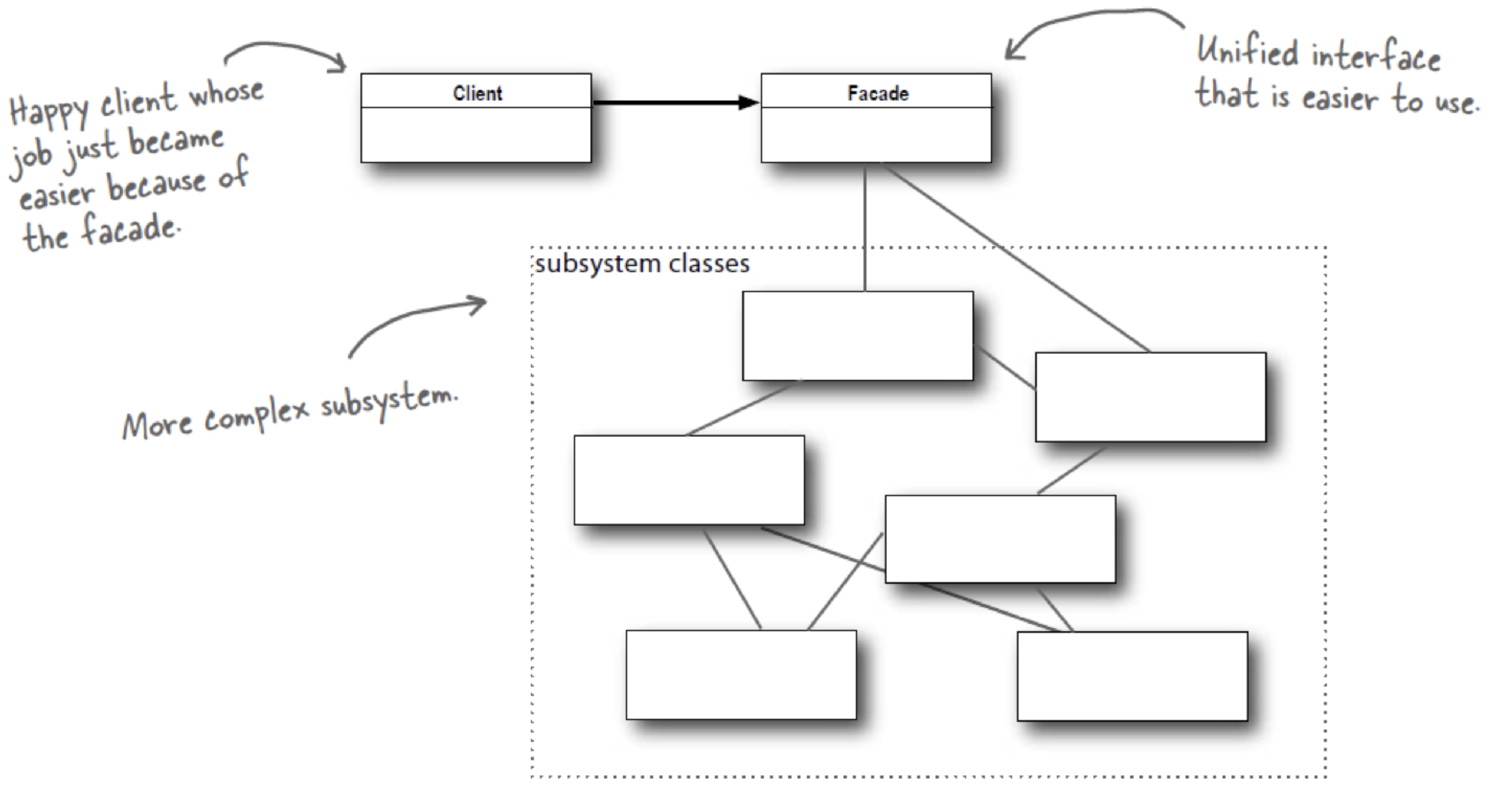 Happy client whose
job just became
easier because of
the facade.
Client
Facade
Unified interface
that is easier to use.
subsystem classes
More complex subsystem.